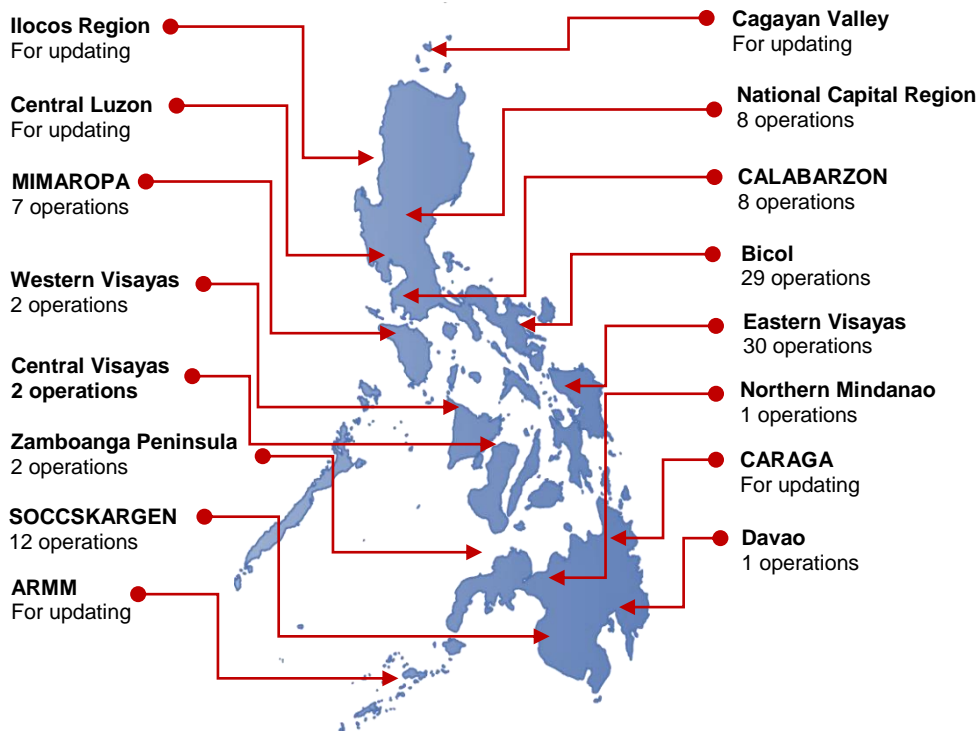 Ilocos Region
For updating
Central Luzon
For updating
MIMAROPA
7 operations
Western Visayas
2 operations
Central Visayas
2 operations
Zamboanga Peninsula
2 operations
SOCCSKARGEN
12 operations
ARMM
For updating
Cagayan Valley
For updating
National Capital Region
8 operations
CALABARZON
8 operations
Bicol
29 operations
Eastern Visayas
30 operations
Northern Mindanao
1 operations
CARAGA
For updating
Davao
1 operations